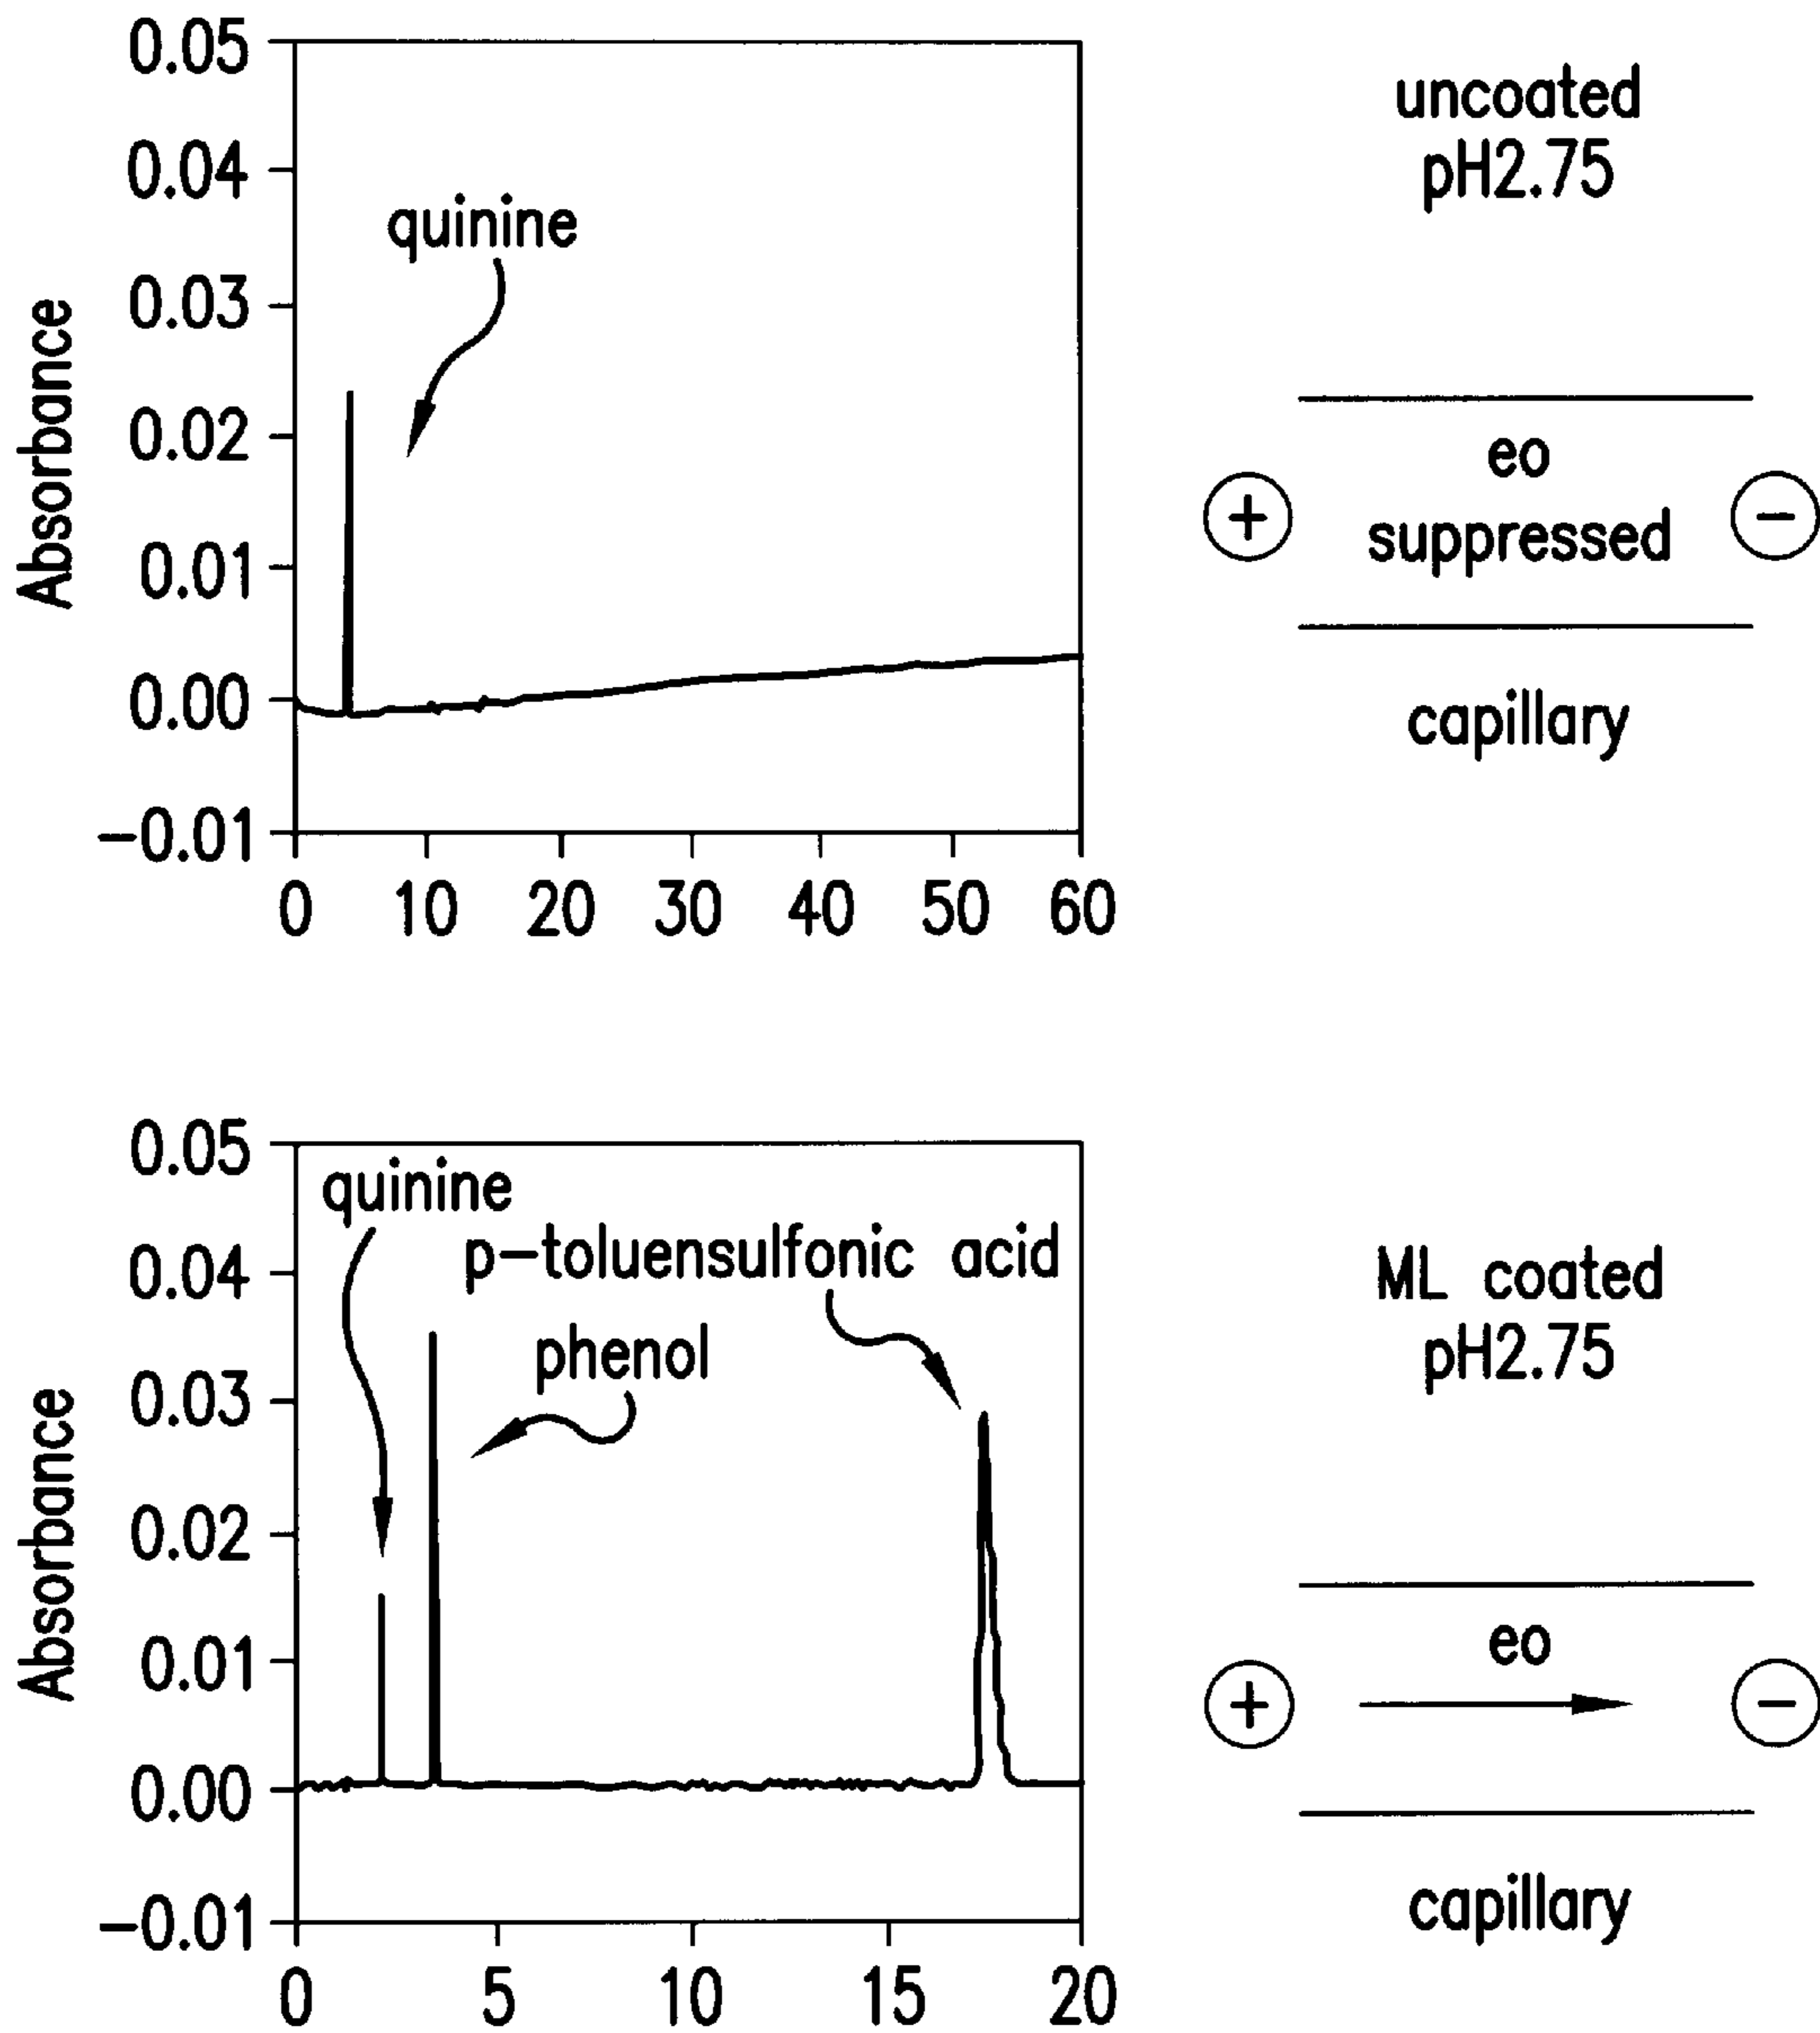 0.05
0.04
0.03
0.02
0.01
0.00
-0.01
Absorbance
quinine
0 10 20 30 40 50 60
uncoated
pH2.75
eo
+ suppressed -
capillary
0.05
0.04
0.03
0.02
0.01
0.00
-0.01
Absorbance
quinine
p-toluensulfonic acid
phenol
0 5 10 15 20
ML coated
pH2.75
eo
+ -
capillary